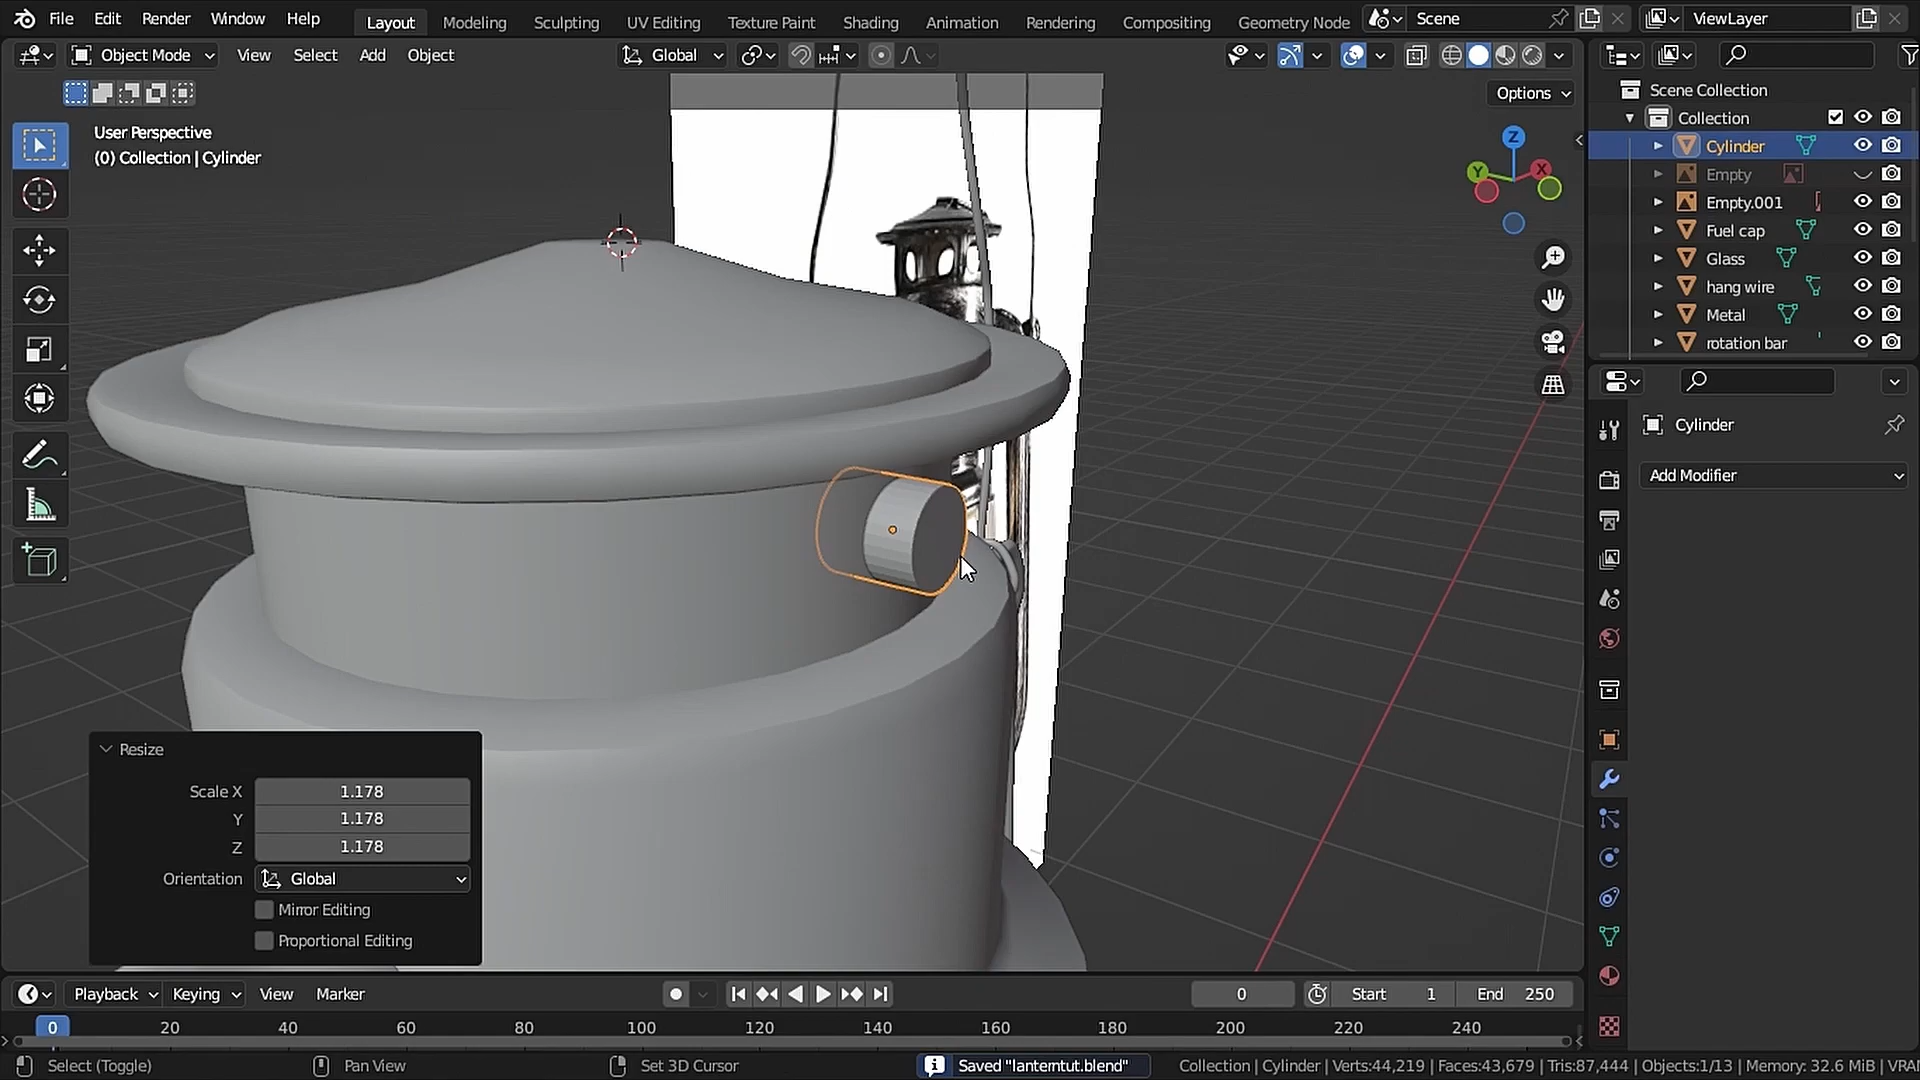 File Edit Render Window Help Layout Modeling Sculpting UV Editing Texture Paint Shading Animation Rendering Compositing Geometry Node Scene ViewLayer
Object Mode View Select Add Object Global
Options
User Perspective
(0) Collection | Cylinder
Z
Y
X
Scene Collection
Collection
Cylinder
Empty
Empty.001
Fuel cap
Glass
hang wire
Metal
rotation bar
Cylinder
Add Modifier
Resize
Scale X 1.178
Y 1.178
Z 1.178
Orientation Global
Mirror Editing
Proportional Editing
Playback Keying View Marker 0 Start 1 End 250
0 20 40 60 80 100 120 140 160 180 200 220 240
Select (Toggle) Pan View Set 3D Cursor Saved "lanterntut.blend" Collection | Cylinder | Verts:44,219 | Faces:43,679 | Tris:87,444 | Objects:1/13 | Memory: 32.6 MiB | VRA